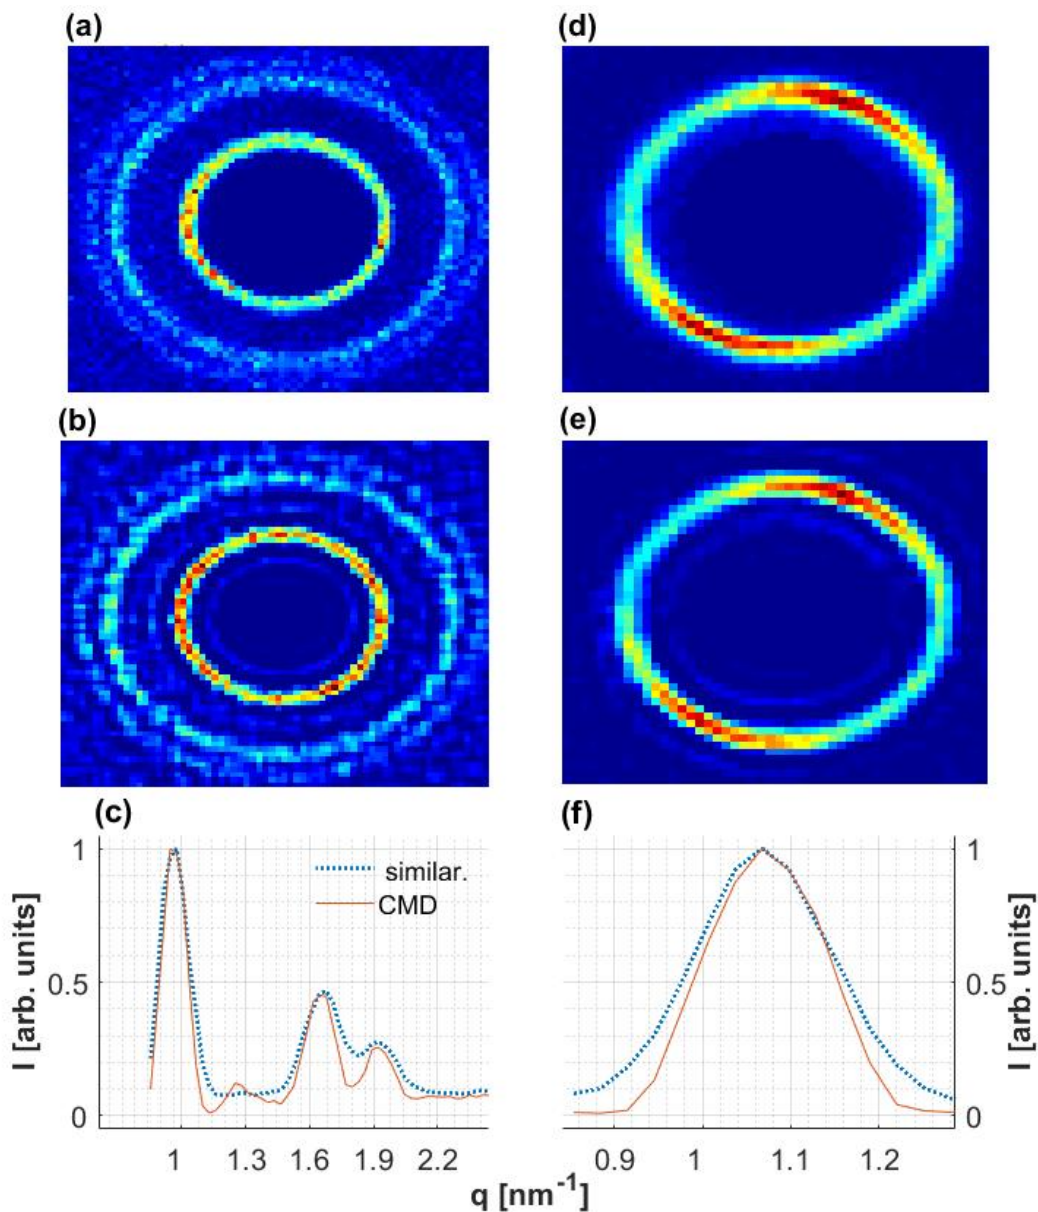 (a)
(d)
(b)
(e)
(c)
(f)
1
0.5
0
I [arb. units]
similar.
CMD
1
0.5
0
I [arb. units]
1 1.3 1.6 1.9 2.2
0.9 1 1.1 1.2
q [nm-1]